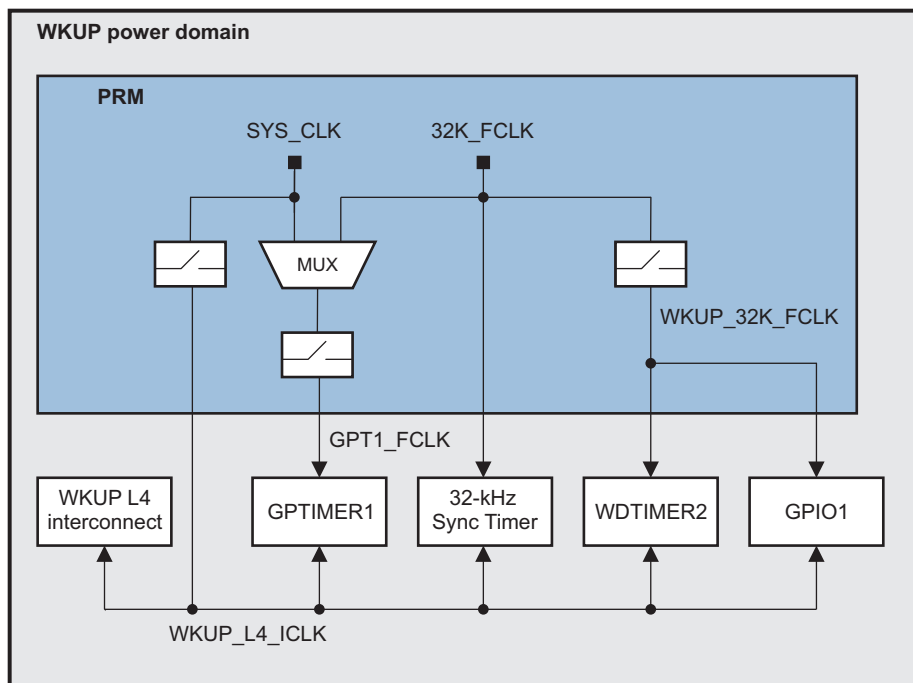 WKUP power domain
PRM
SYS_CLK
32K_FCLK
MUX
WKUP_32K_FCLK
GPT1_FCLK
WKUP L4
interconnect
GPTIMER1
32-kHz
Sync Timer
WDTIMER2
GPIO1
WKUP_L4_ICLK